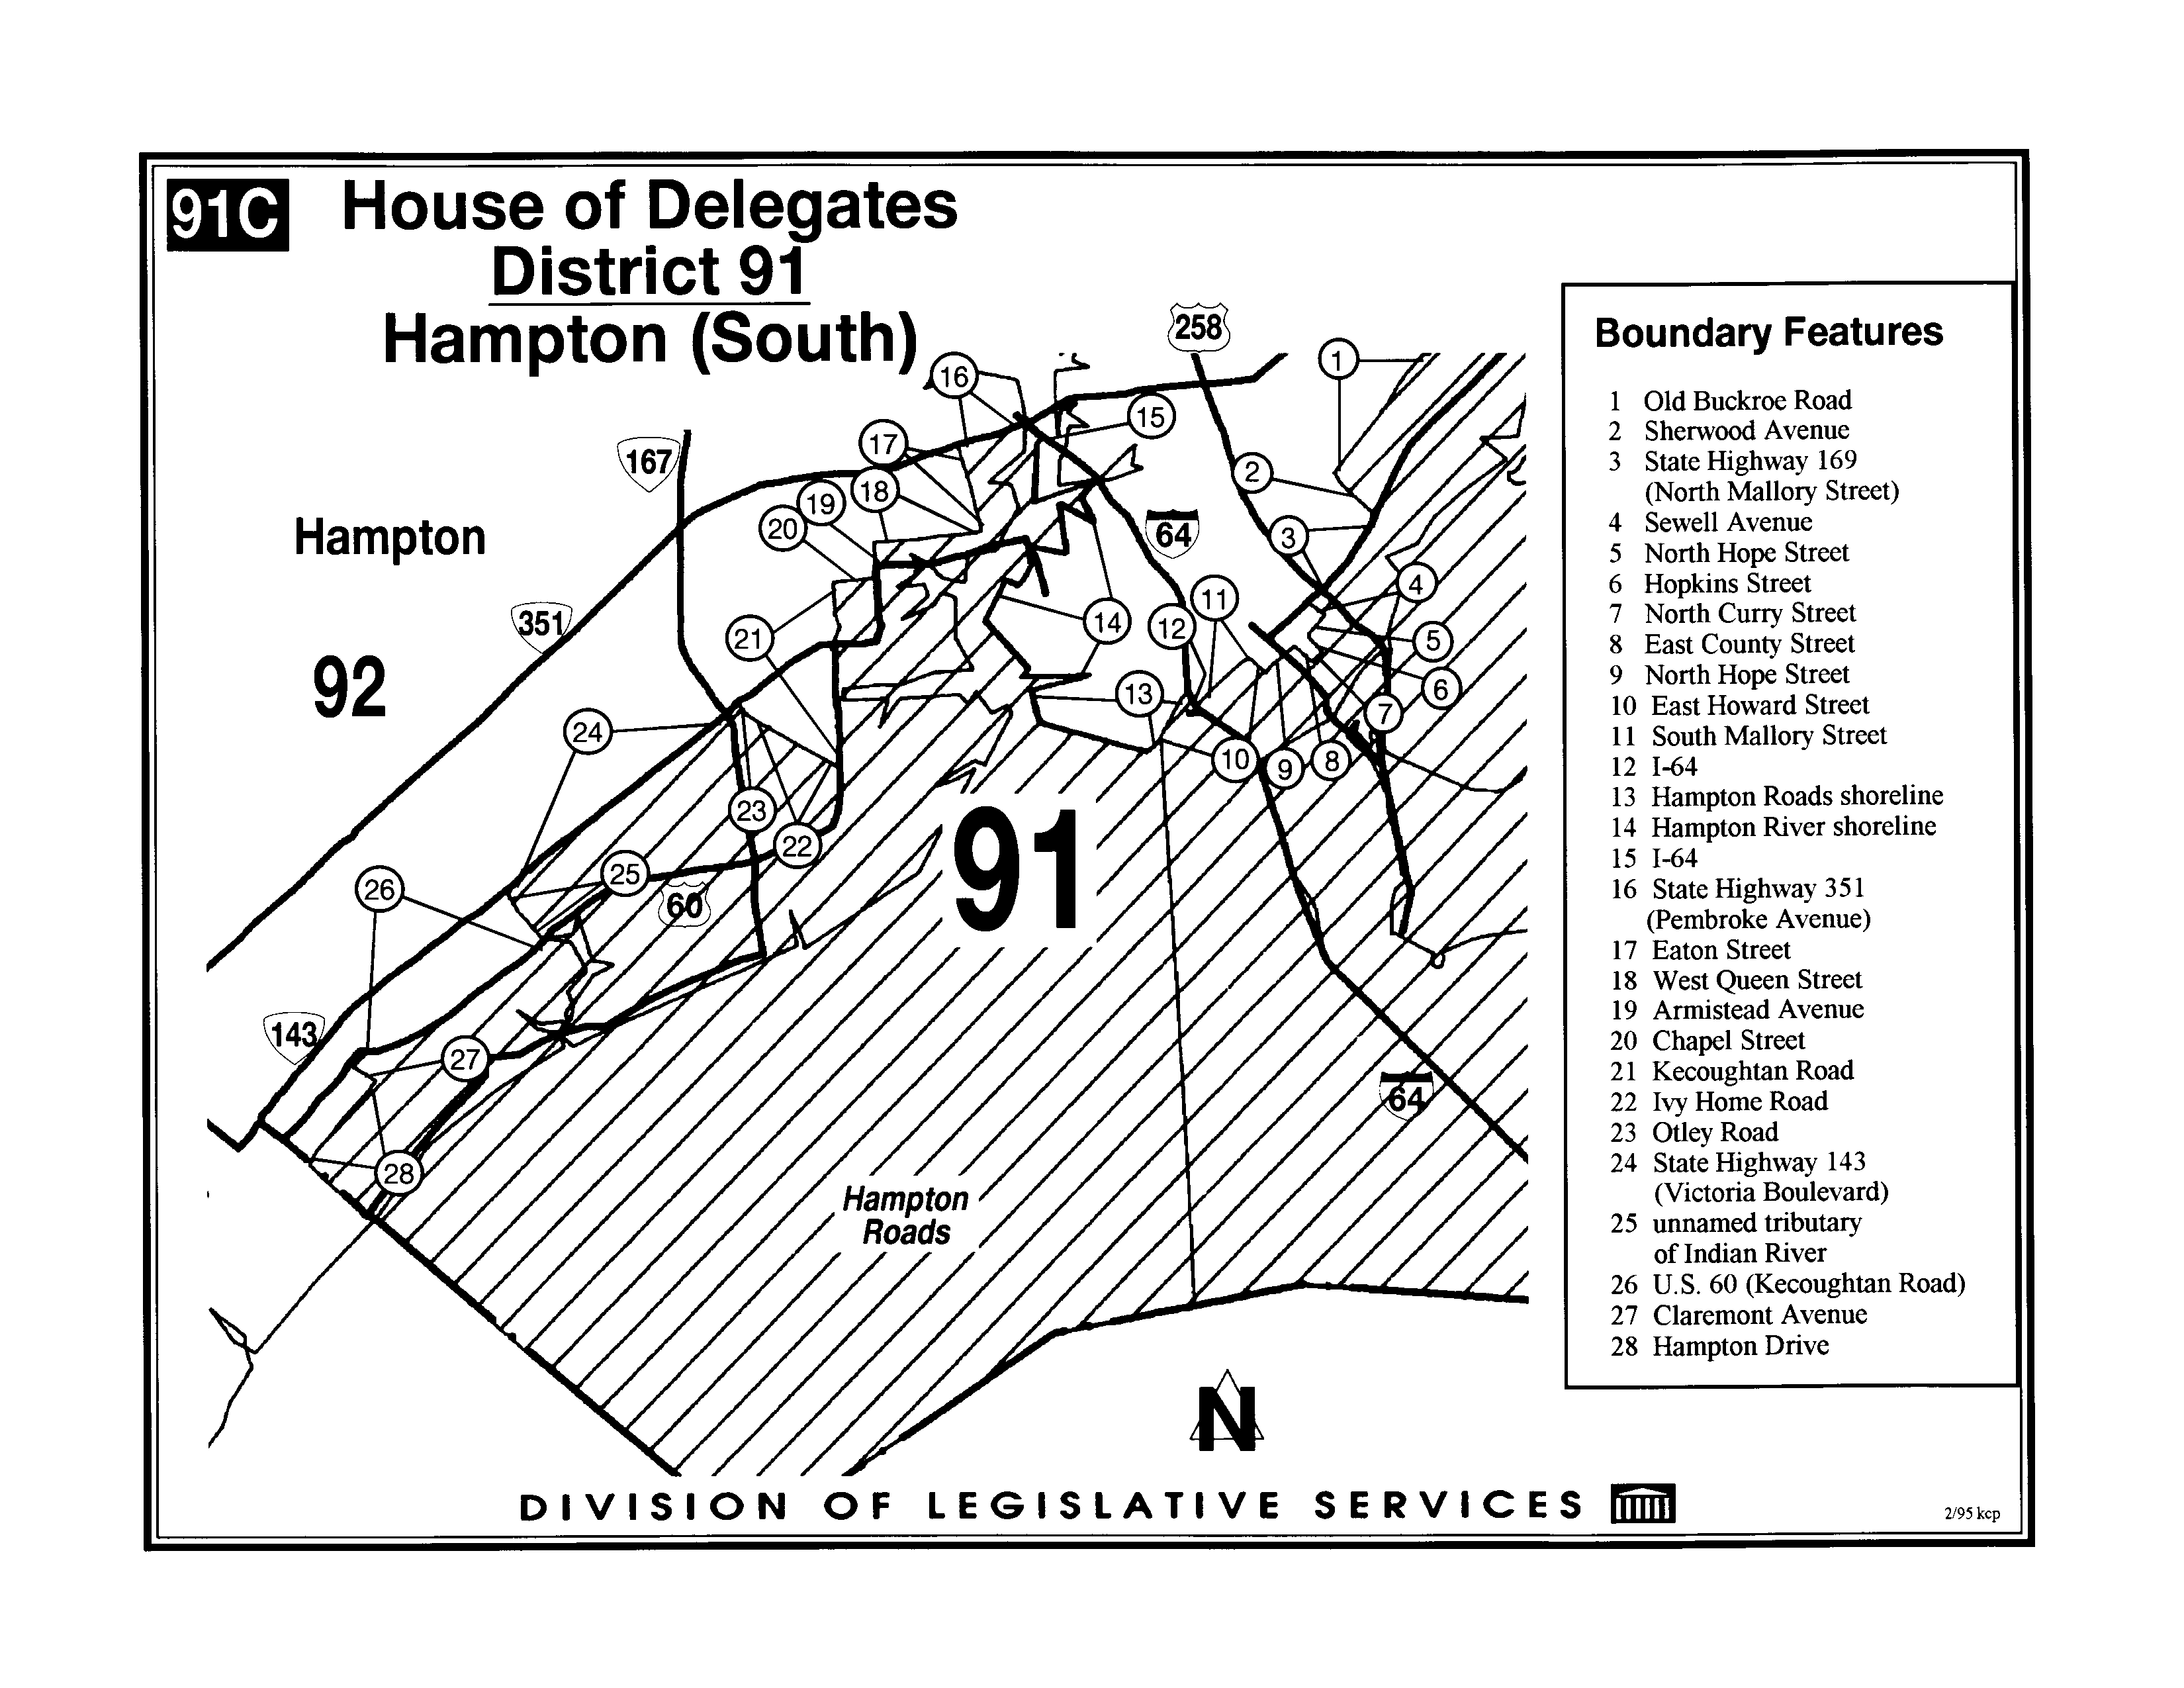 91C
House of Delegates
District 91
Hampton (South)
258
1
16
15
17
167
2
18
19
20
Hampton
64
3
4
351
11
14
12
21
5
92
6
13
7
24
10
9
8
23
22
91
25
26
60
143
27
64
28
Hampton
Roads
N
Boundary Features
1 Old Buckroe Road
2 Sherwood Avenue
3 State Highway 169
(North Mallory Street)
4 Sewell Avenue
5 North Hope Street
6 Hopkins Street
7 North Curry Street
8 East County Street
9 North Hope Street
10 East Howard Street
11 South Mallory Street
12 I-64
13 Hampton Roads shoreline
14 Hampton River shoreline
15 I-64
16 State Highway 351
(Pembroke Avenue)
17 Eaton Street
18 West Queen Street
19 Armistead Avenue
20 Chapel Street
21 Kecoughtan Road
22 Ivy Home Road
23 Otley Road
24 State Highway 143
(Victoria Boulevard)
25 unnamed tributary
of Indian River
26 U.S. 60 (Kecoughtan Road)
27 Claremont Avenue
28 Hampton Drive
DIVISION OF LEGISLATIVE SERVICES
2/95 kcp